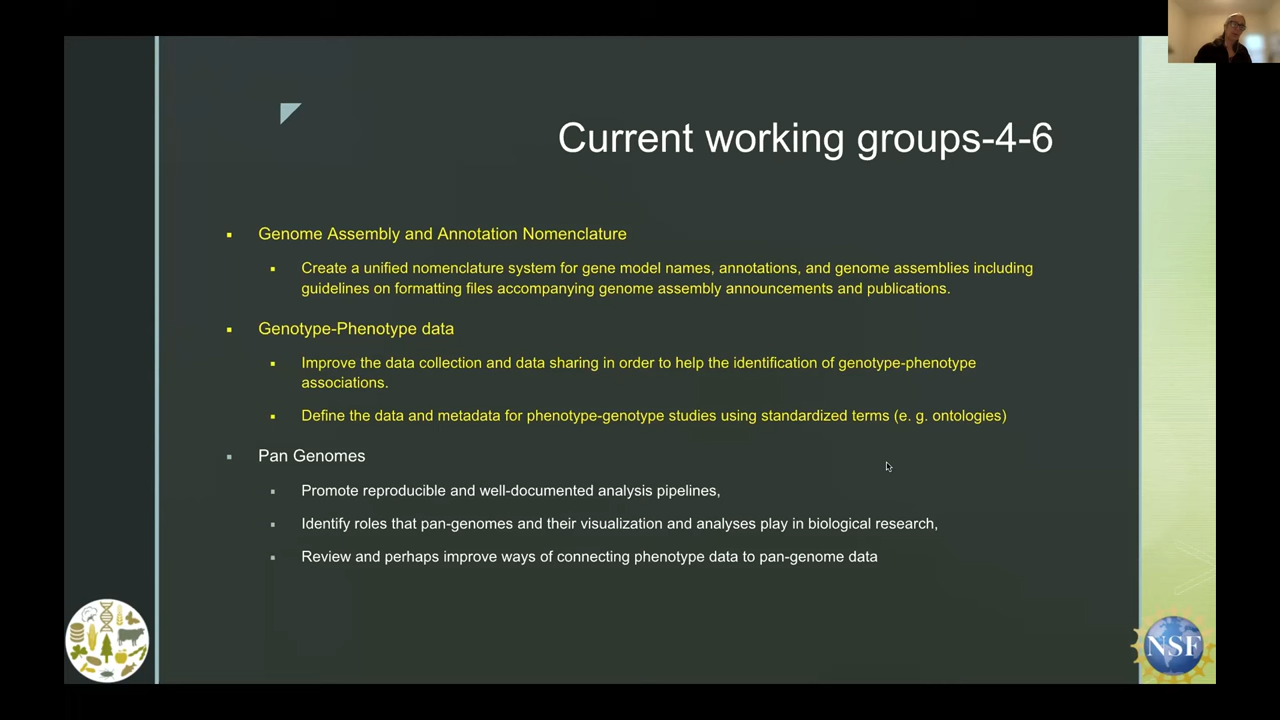 Current working groups-4-6
Genome Assembly and Annotation Nomenclature
Create a unified nomenclature system for gene model names, annotations, and genome assemblies including
guidelines on formatting files accompanying genome assembly announcements and publications.
Genotype-Phenotype data
Improve the data collection and data sharing in order to help the identification of genotype-phenotype
associations.
Define the data and metadata for phenotype-genotype studies using standardized terms (e. g. ontologies)
Pan Genomes
Promote reproducible and well-documented analysis pipelines,
Identify roles that pan-genomes and their visualization and analyses play in biological research,
Review and perhaps improve ways of connecting phenotype data to pan-genome data
NSF